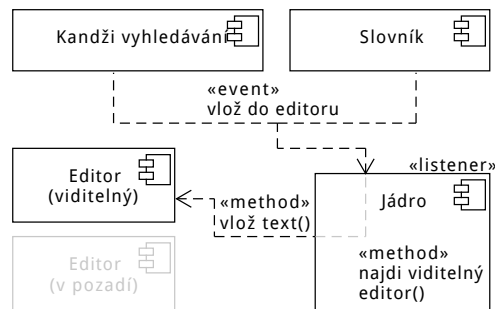 Kandži vyhledávání
Slovník
«event»
vlož do editoru
«listener»
Editor
(viditelný)
«method»
vlož text()
Jádro
«method»
najdi viditelný
editor()
Editor
(v pozadí)